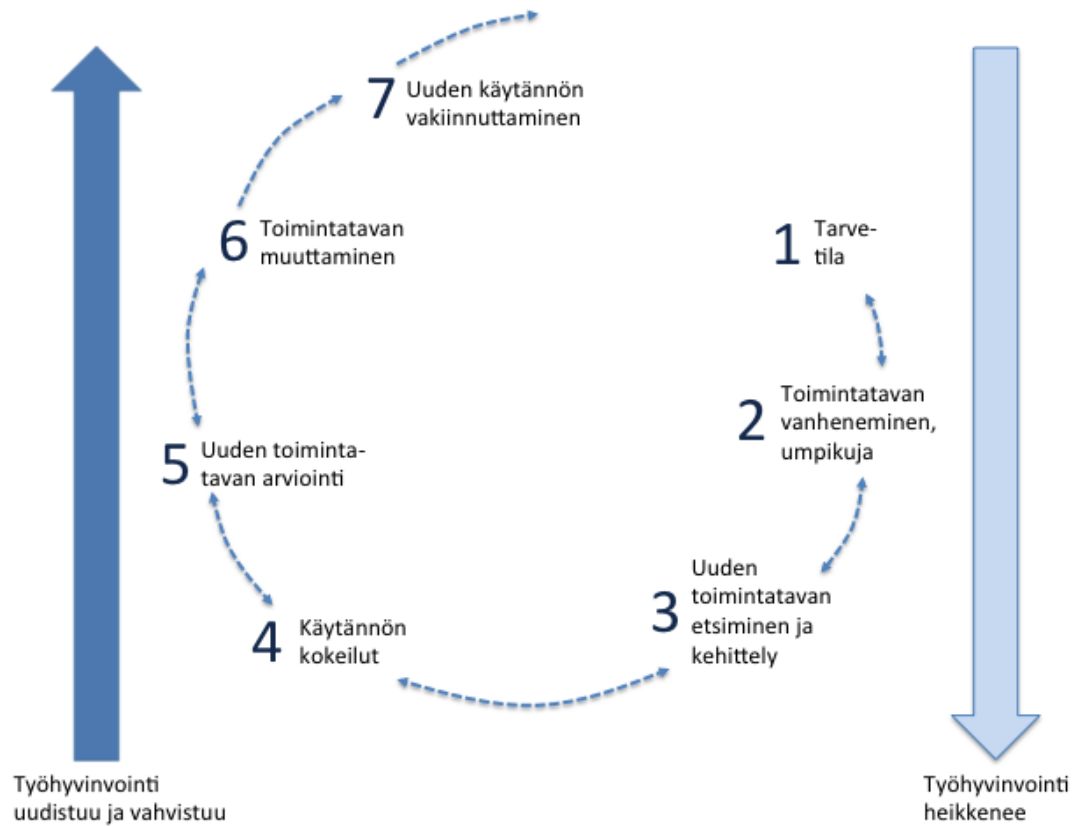 7
Uuden käytännön
vakiinnuttaminen
6
Toimintatavan
muuttaminen
1
Tarve-
tila
2
Toimintatavan
vanheneminen,
umpikuja
5
Uuden toiminta-
tavan arviointi
3
Uuden
toimintatavan
etsiminen ja
kehittely
4
Käytännön
kokeilut
Työhyvinvointi
uudistuu ja vahvistuu
Työhyvinvointi
heikkenee